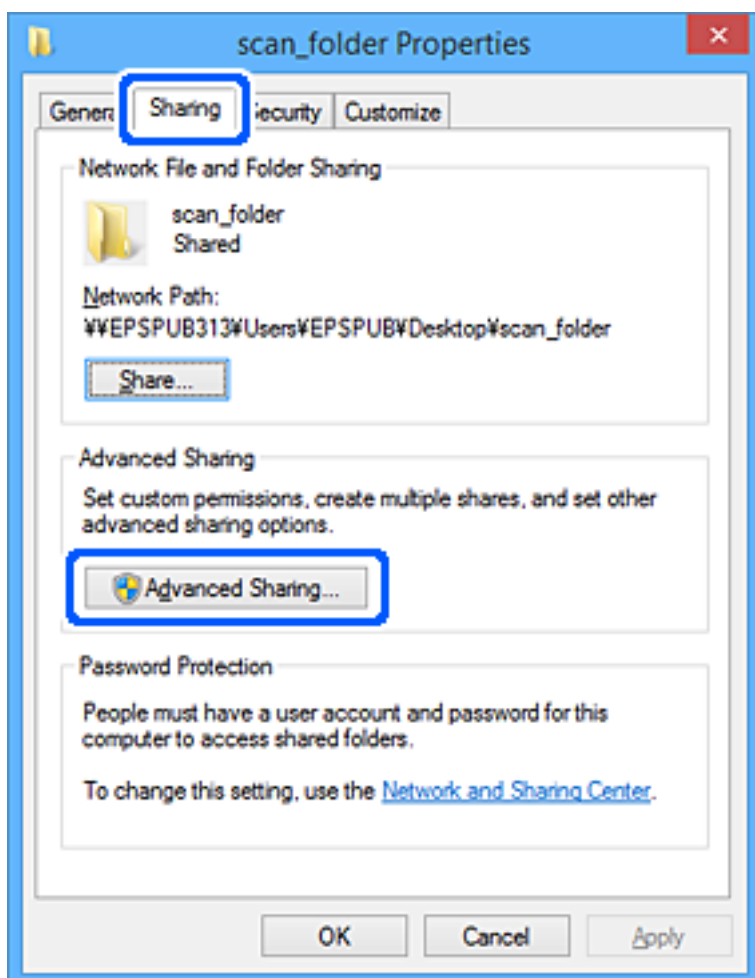 scan_folder Properties
General Sharing Security Customize
Network File and Folder Sharing
scan_folder
Shared
Network Path:
¥¥EPSPUB313¥Users¥EPSPUB¥Desktop¥scan_folder
Share...
Advanced Sharing
Set custom permissions, create multiple shares, and set other
advanced sharing options.
Advanced Sharing...
Password Protection
People must have a user account and password for this
computer to access shared folders.
To change this setting, use the Network and Sharing Center.
OK Cancel Apply